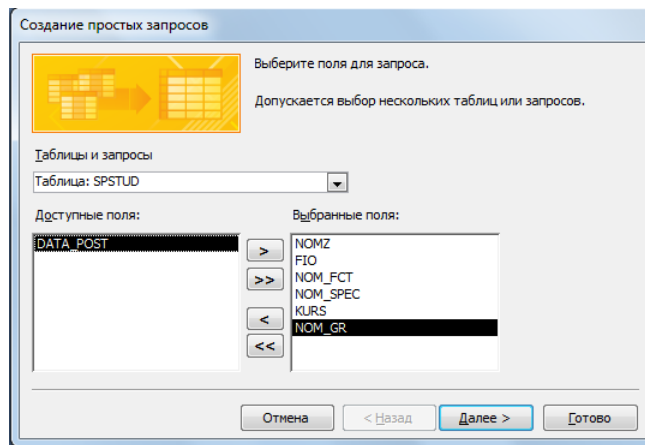 Создание простых запросов
Выберите поля для запроса.
Допускается выбор нескольких таблиц или запросов.
Таблицы и запросы
Таблица: SPSTUD
Доступные поля:
Выбранные поля:
DATA_POST
>
>>
<
<<
NOMZ
FIO
NOM_FCT
NOM_SPEC
KURS
NOM_GR
Отмена
< Назад
Далее >
Готово